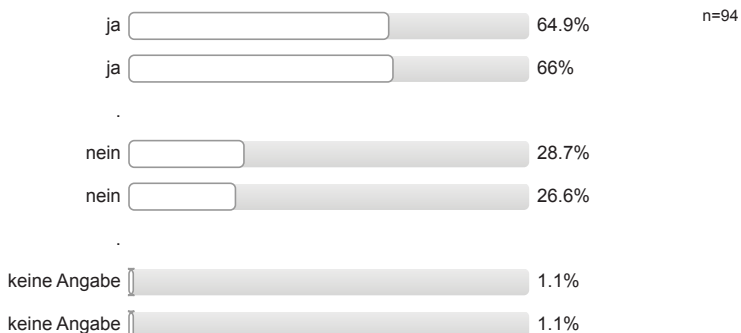 ja 64.9% n=94
ja 66%
.
nein 28.7%
nein 26.6%
.
keine Angabe 1.1%
keine Angabe 1.1%